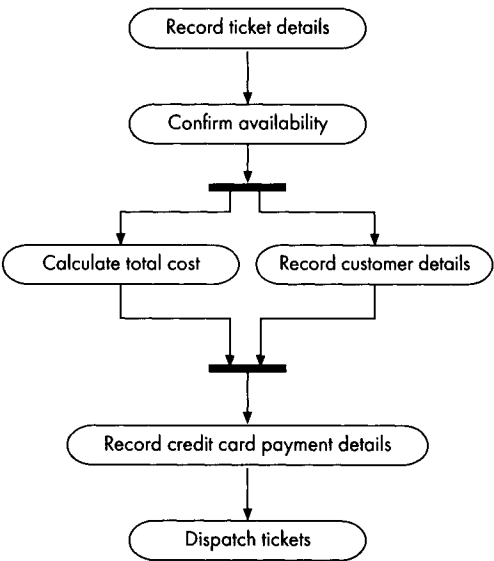 Record ticket details
Confirm availability
Calculate total cost
Record customer details
Record credit card payment details
Dispatch tickets